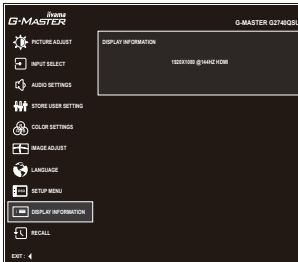 iiyama
G-MASTER
G-MASTER G2740QSU
PICTURE ADJUST
DISPLAY INFORMATION
1920X1080 @144HZ HDMI
INPUT SELECT
AUDIO SETTINGS
STORE USER SETTING
COLOR SETTINGS
IMAGE ADJUST
LANGUAGE
SETUP MENU
DISPLAY INFORMATION
RECALL
EXIT :